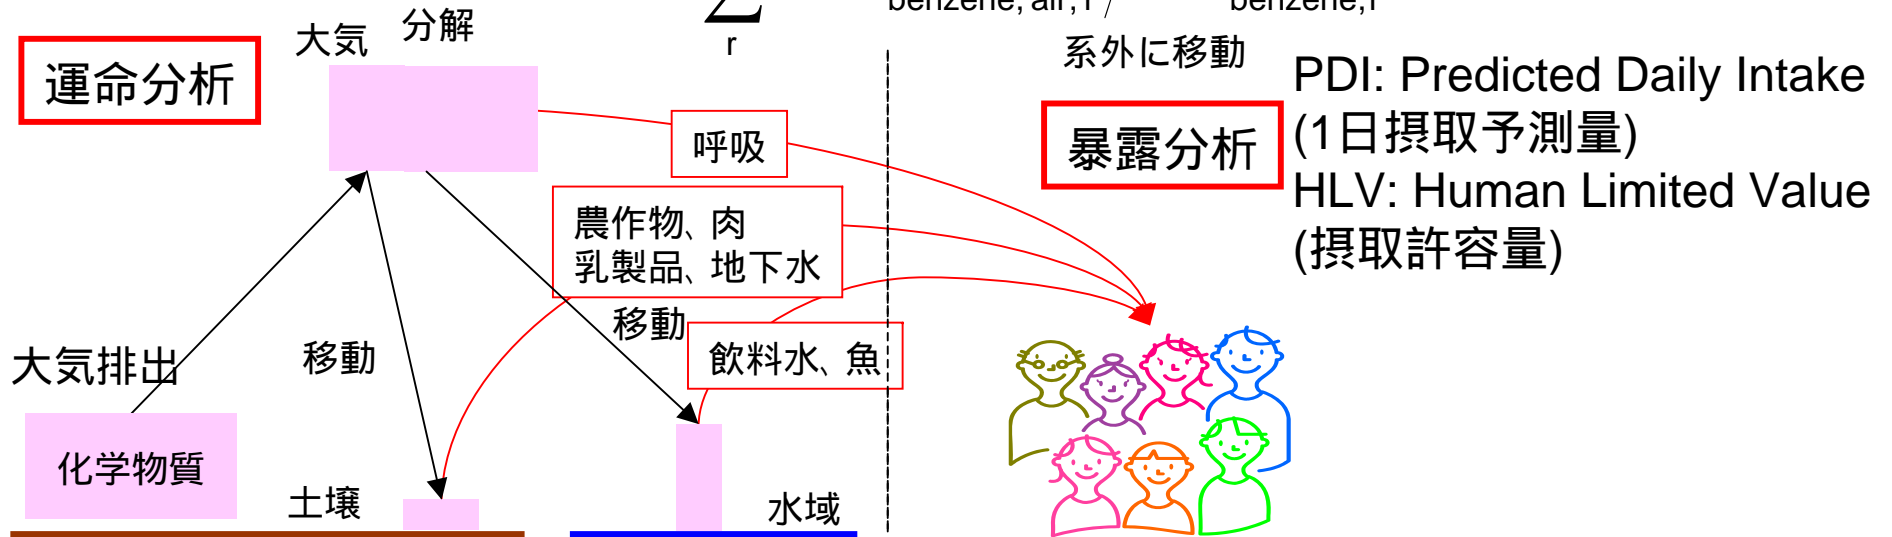 ∑
r
benzene, air, r / benzene,r
大気
分解
系外に移動
運命分析
呼吸
暴露分析
PDI: Predicted Daily Intake
(1日摂取予測量)
HLV: Human Limited Value
(摂取許容量)
農作物、肉
乳製品、地下水
移動
移動
飲料水、魚
大気排出
化学物質
土壌
水域